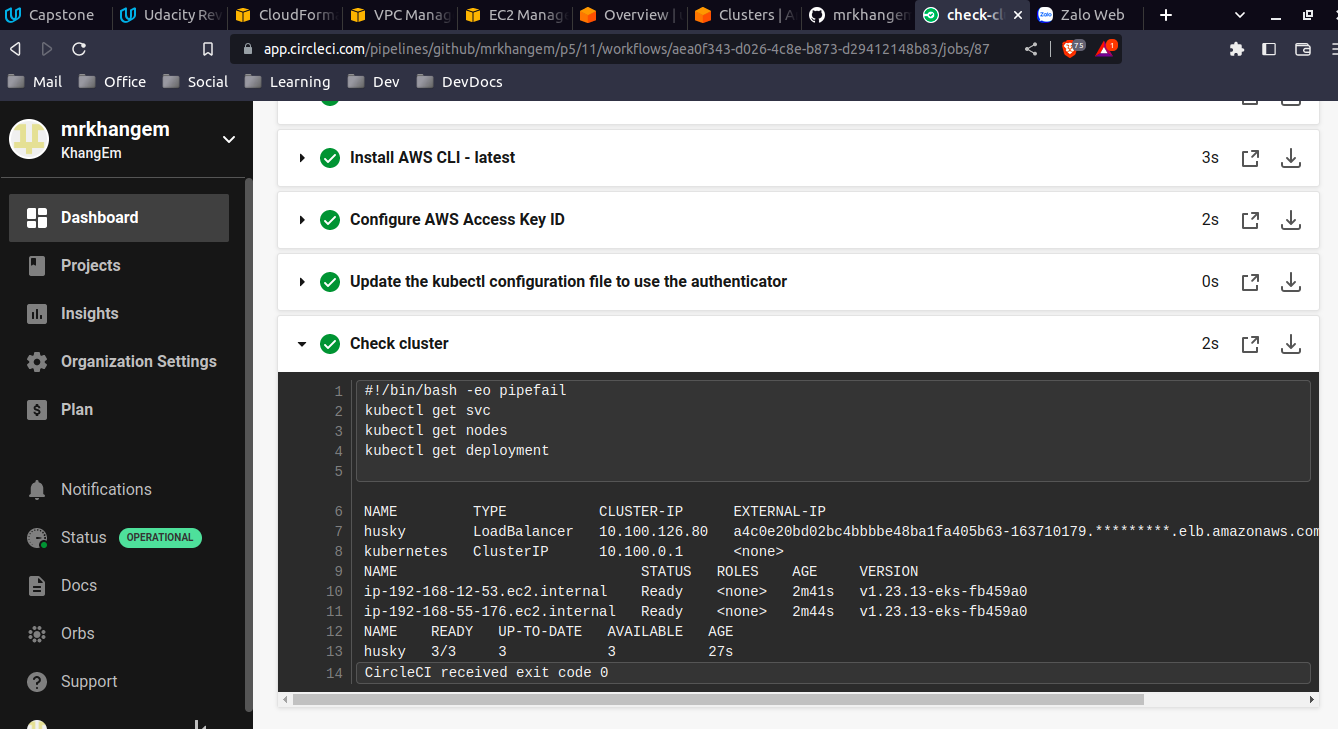 Capstone
Udacity Rev
CloudForm
VPC Manag
EC2 Manag
Overview |
Clusters | A
mrkhangem
check-cl
Zalo Web
app.circleci.com/pipelines/github/mrkhangem/p5/11/workflows/aea0f343-d026-4c8e-b873-d29412148b83/jobs/87
75
1
Mail
Office
Social
Learning
Dev
DevDocs
mrkhangem
KhangEm
Dashboard
Projects
Insights
Organization Settings
Plan
Notifications
Status OPERATIONAL
Docs
Orbs
Support
Install AWS CLI - latest 3s
Configure AWS Access Key ID 2s
Update the kubectl configuration file to use the authenticator 0s
Check cluster 2s
1 #!/bin/bash -eo pipefail
2 kubectl get svc
3 kubectl get nodes
4 kubectl get deployment
5
6 NAME TYPE CLUSTER-IP EXTERNAL-IP
7 husky LoadBalancer 10.100.126.80 a4c0e20bd02bc4bbbbe48ba1fa405b63-163710179.*********.elb.amazonaws.com
8 kubernetes ClusterIP 10.100.0.1 <none>
9 NAME STATUS ROLES AGE VERSION
10 ip-192-168-12-53.ec2.internal Ready <none> 2m41s v1.23.13-eks-fb459a0
11 ip-192-168-55-176.ec2.internal Ready <none> 2m44s v1.23.13-eks-fb459a0
12 NAME READY UP-TO-DATE AVAILABLE AGE
13 husky 3/3 3 3 27s
14 CircleCI received exit code 0